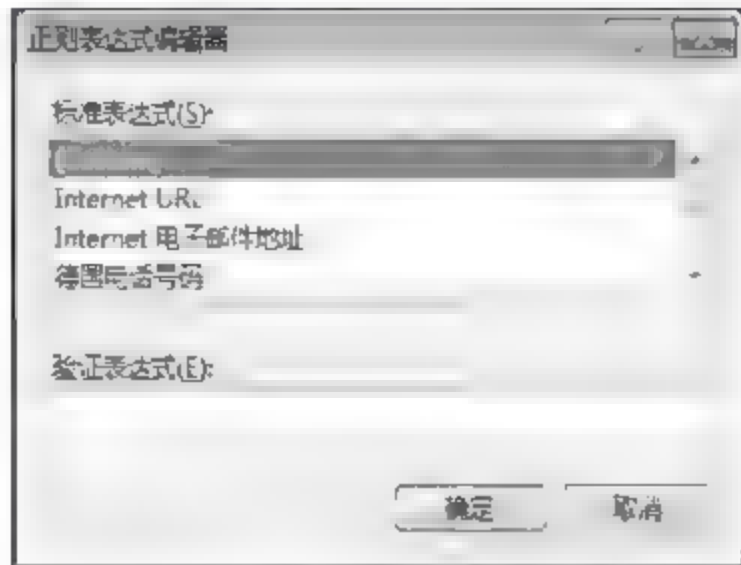 正则表达式编辑器
标准表达式(S):
Internet URL
Internet 电子邮件地址
德国电话号码
验证表达式(E):
确定
取消